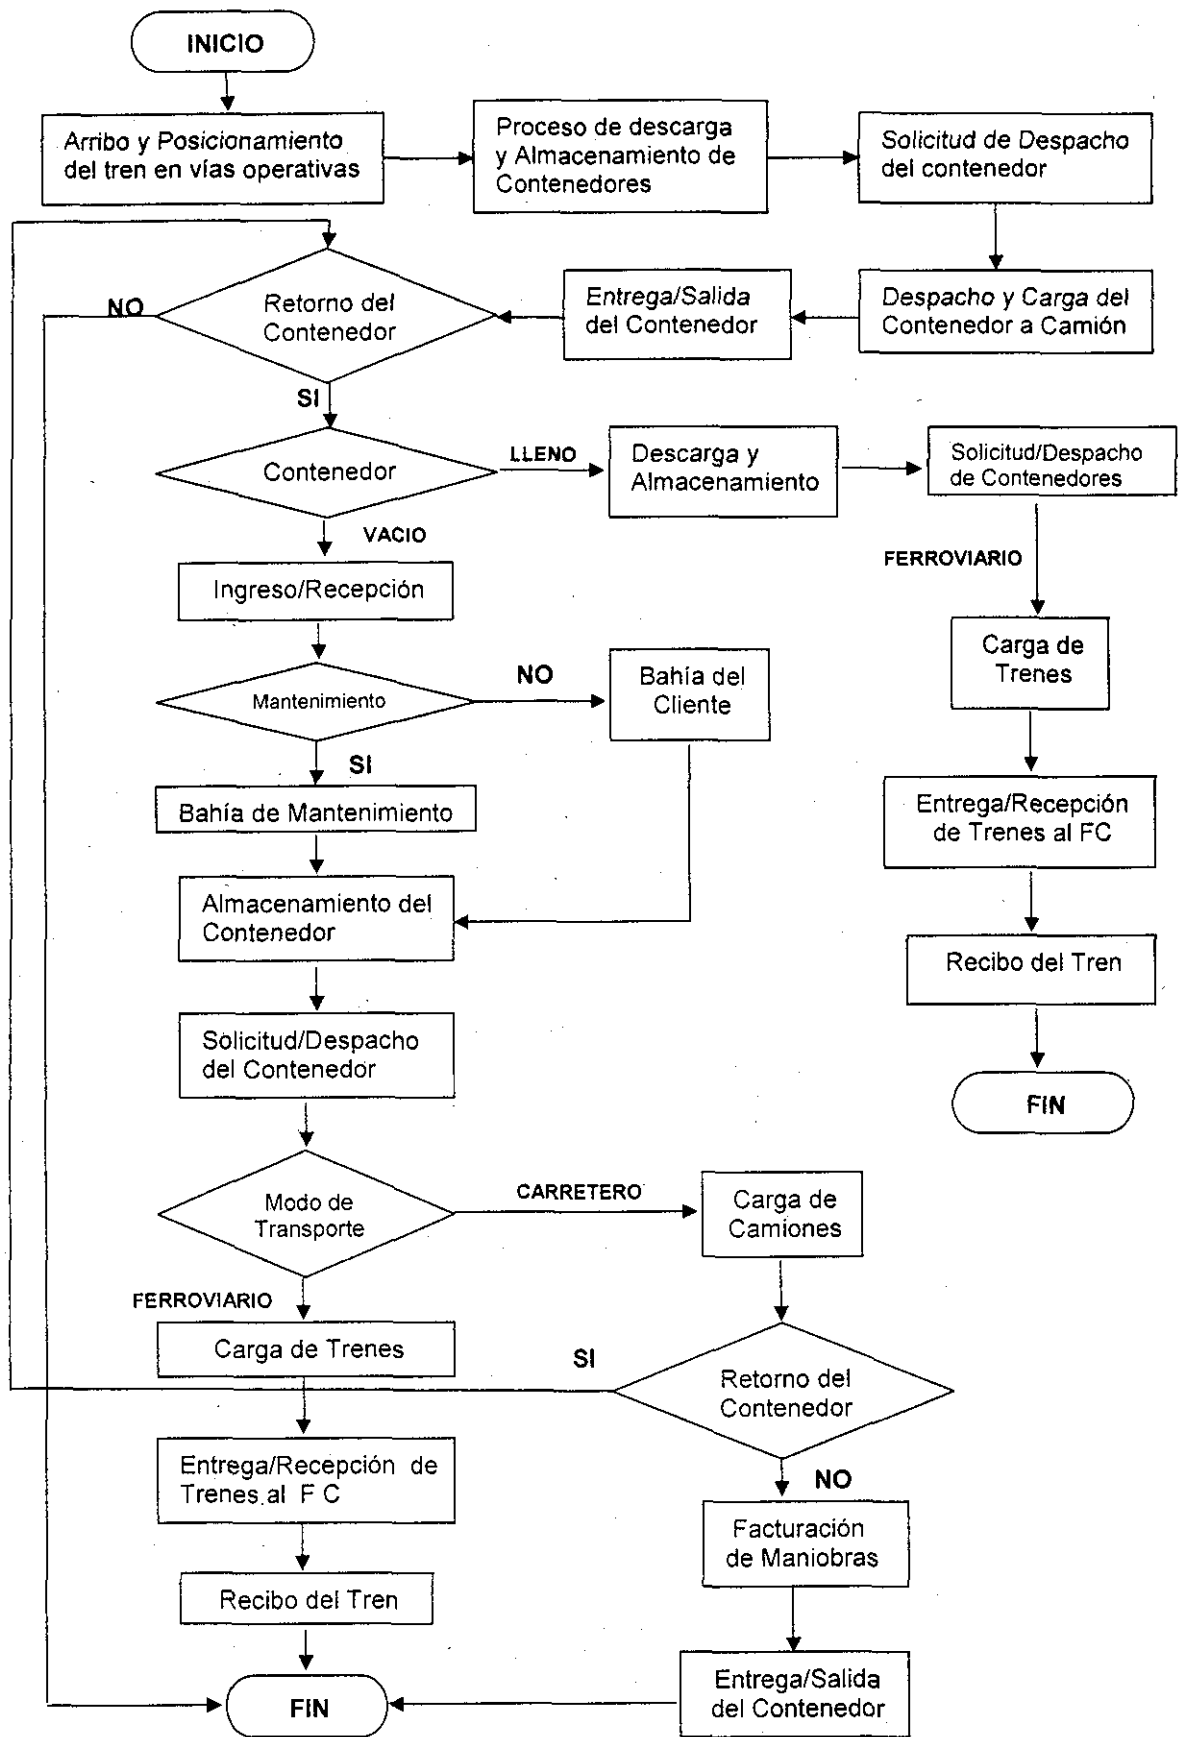 INICIO
Arribo y Posicionamiento
del tren en vías operativas
Proceso de descarga
y Almacenamiento de
Contenedores
Solicitud de Despacho
del contenedor
Despacho y Carga del
Contenedor a Camión
Entrega/Salida
del Contenedor
Retorno del
Contenedor
NO
SI
Contenedor
LLENO
Descarga y
Almacenamiento
Solicitud/Despacho
de Contenedores
FERROVIARIO
Carga de
Trenes
Entrega/Recepción
de Trenes al FC
Recibo del Tren
FIN
VACIO
Ingreso/Recepción
Mantenimiento
NO
Bahía del
Cliente
SI
Bahía de Mantenimiento
Almacenamiento del
Contenedor
Solicitud/Despacho
del Contenedor
Modo de
Transporte
CARRETERO
Carga de
Camiones
FERROVIARIO
Carga de Trenes
SI
Retorno del
Contenedor
Entrega/Recepción de
Trenes al F C
NO
Facturación
de Maniobras
Recibo del Tren
Entrega/Salida
del Contenedor
FIN